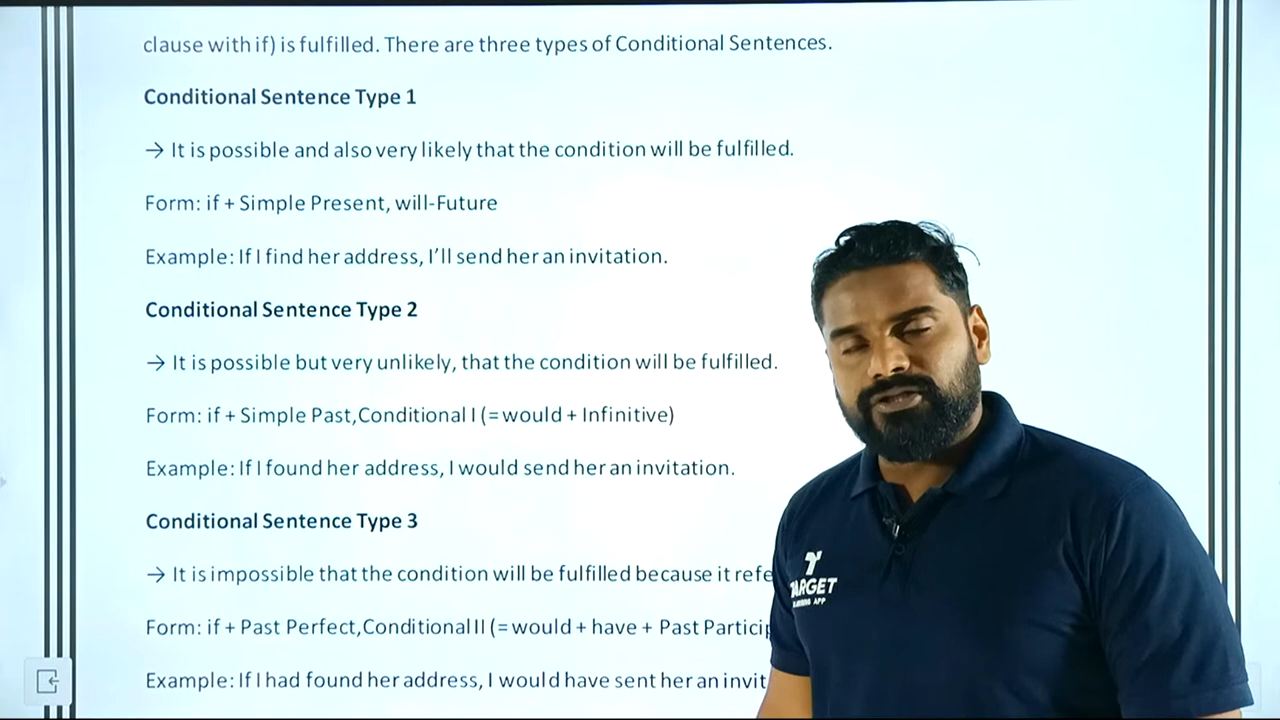 clause with if) is fulfilled. There are three types of Conditional Sentences.
Conditional Sentence Type 1
→ It is possible and also very likely that the condition will be fulfilled.
Form: if + Simple Present, will-Future
Example: If I find her address, I’ll send her an invitation.
Conditional Sentence Type 2
→ It is possible but very unlikely, that the condition will be fulfilled.
Form: if + Simple Past, Conditional I (= would + Infinitive)
Example: If I found her address, I would send her an invitation.
Conditional Sentence Type 3
→ It is impossible that the condition will be fulfilled because it refe
Form: if + Past Perfect, Conditional II (= would + have + Past Particip
Example: If I had found her address, I would have sent her an invit
TARGET
LEARNING APP